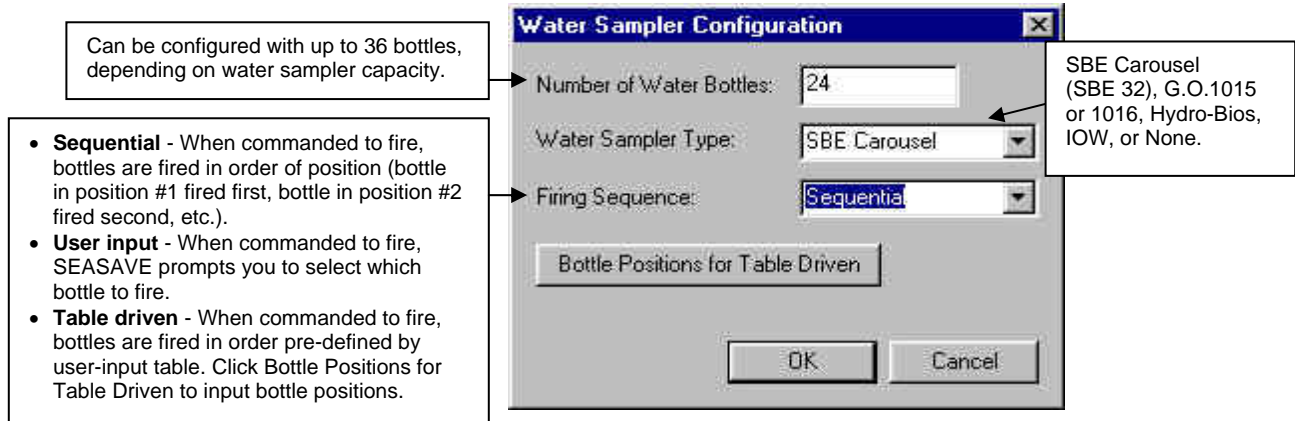 Can be configured with up to 36 bottles,
depending on water sampler capacity.
• Sequential - When commanded to fire,
bottles are fired in order of position (bottle
in position #1 fired first, bottle in position #2
fired second, etc.).
• User input - When commanded to fire,
SEASAVE prompts you to select which
bottle to fire.
• Table driven - When commanded to fire,
bottles are fired in order pre-defined by
user-input table. Click Bottle Positions for
Table Driven to input bottle positions.
Water Sampler Configuration
Number of Water Bottles: 24
Water Sampler Type: SBE Carousel
Firing Sequence: Sequential
Bottle Positions for Table Driven
OK Cancel
SBE Carousel
(SBE 32), G.O.1015
or 1016, Hydro-Bios,
IOW, or None.